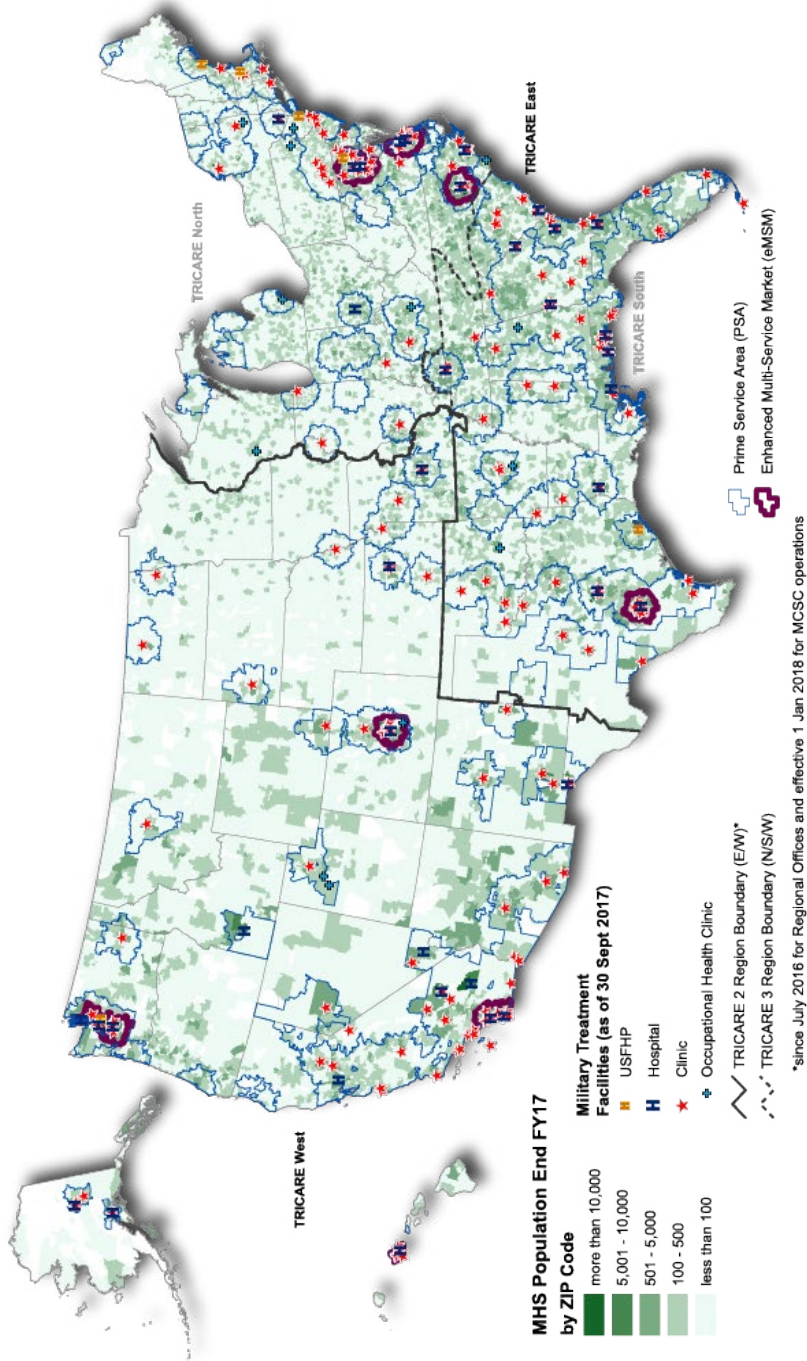 TRICARE North
TRICARE East
TRICARE South
TRICARE West
MHS Population End FY17
by ZIP Code
more than 10,000
5,001 - 10,000
501 - 5,000
100 - 500
less than 100
Military Treatment
Facilities (as of 30 Sept 2017)
H USFHP
H Hospital
Clinic
Occupational Health Clinic
TRICARE 2 Region Boundary (E/W)*
TRICARE 3 Region Boundary (N/S/W)
Prime Service Area (PSA)
Enhanced Multi-Service Market (eMSM)
*since July 2016 for Regional Offices and effective 1 Jan 2018 for MCSC operations